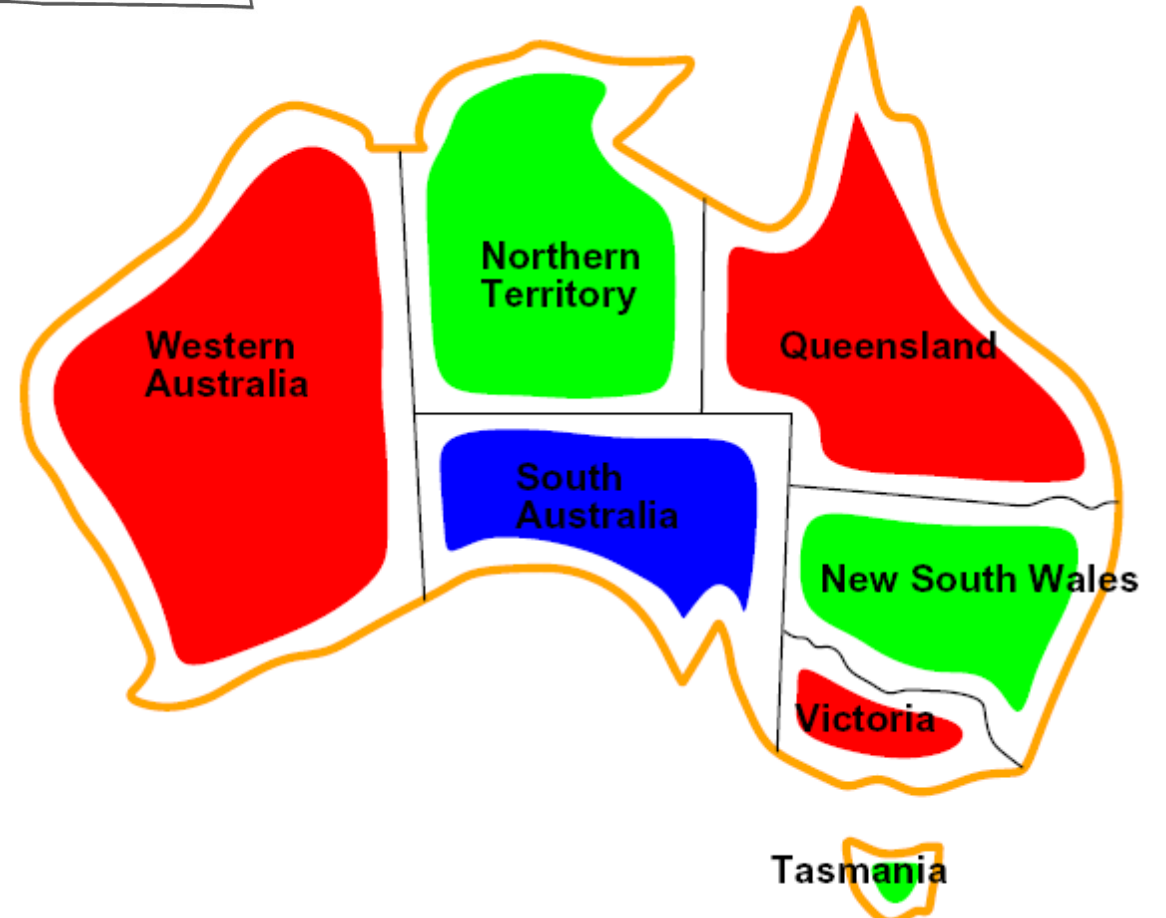 Northern
Territory
Western
Australia
Queensland
South
Australia
New South Wales
Victoria
Tasmania